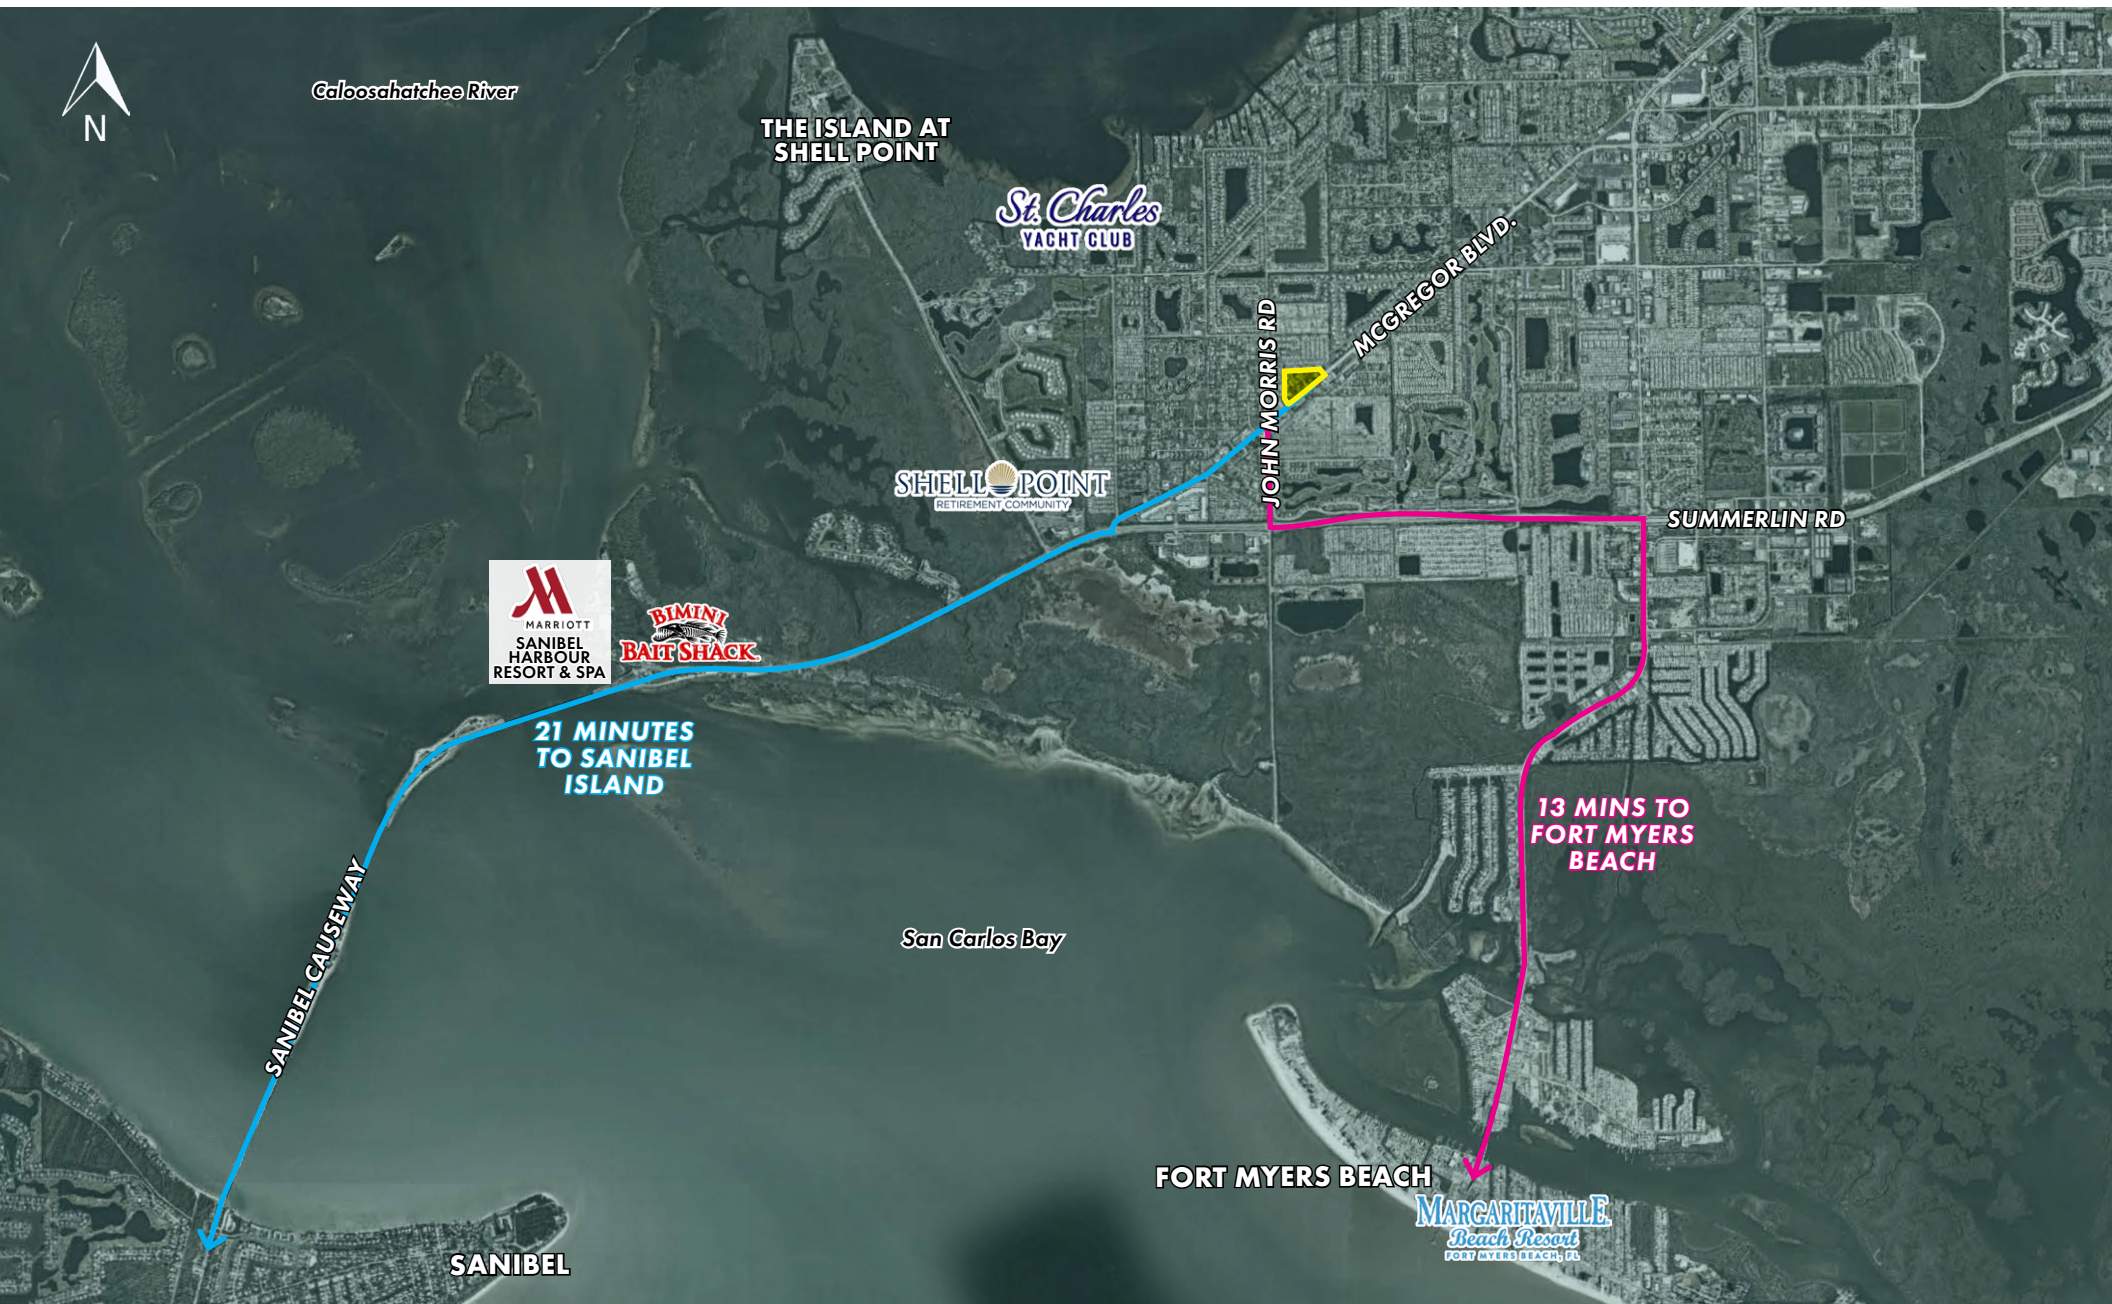 Caloosahatchee River
N
THE ISLAND AT
SHELL POINT
St. Charles
YACHT CLUB
MCGREGOR BLVD.
JOHN MORRIS RD
SHELL POINT
RETIREMENT COMMUNITY
SUMMERLIN RD
MARRIOTT
SANIBEL
HARBOUR
RESORT & SPA
BIMINI
BAIT SHACK
21 MINUTES
TO SANIBEL
ISLAND
13 MINS TO
FORT MYERS
BEACH
SANIBEL CAUSEWAY
San Carlos Bay
FORT MYERS BEACH
MARGARITAVILLE
Beach Resort
FORT MYERS BEACH, FL
SANIBEL